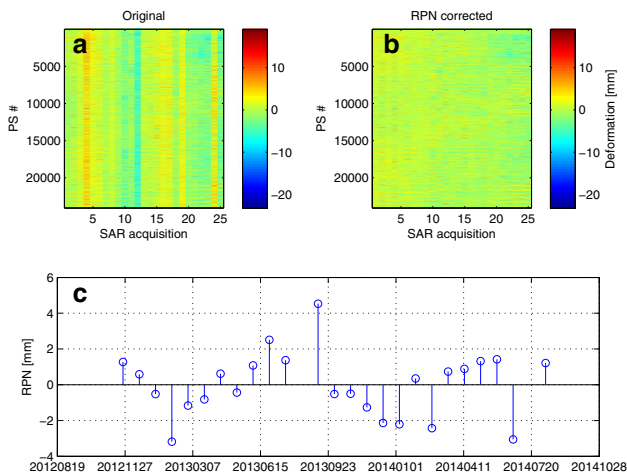 Original
RPN corrected
a
b
5000
10000
15000
20000
PS #
5 10 15 20 25
SAR acquisition
10
0
−10
−20
5000
10000
15000
20000
PS #
5 10 15 20 25
SAR acquisition
10
0
−10
−20
Deformation [mm]
c
6
4
2
0
−2
−4
RPN [mm]
20120819 20121127 20130307 20130615 20130923 20140101 20140411 20140720 20141028